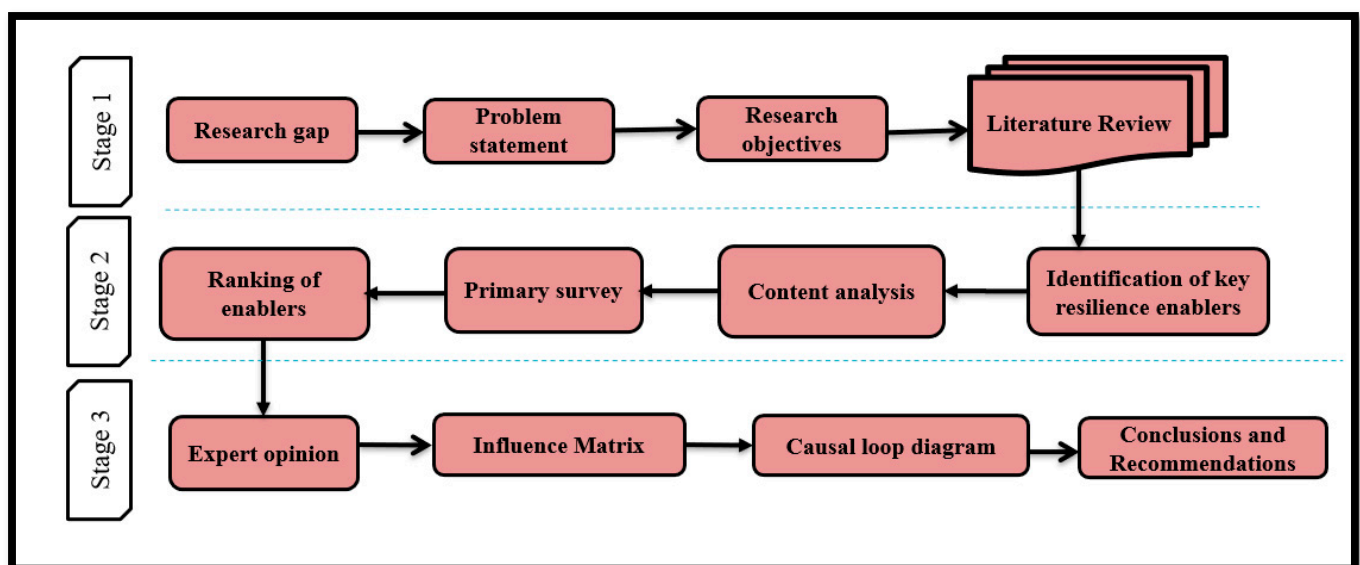 Stage 1
Research gap
Problem
statement
Research
objectives
Literature Review
Stage 2
Ranking of
enablers
Primary survey
Content analysis
Identification of key
resilience enablers
Stage 3
Expert opinion
Influence Matrix
Causal loop diagram
Conclusions and
Recommendations